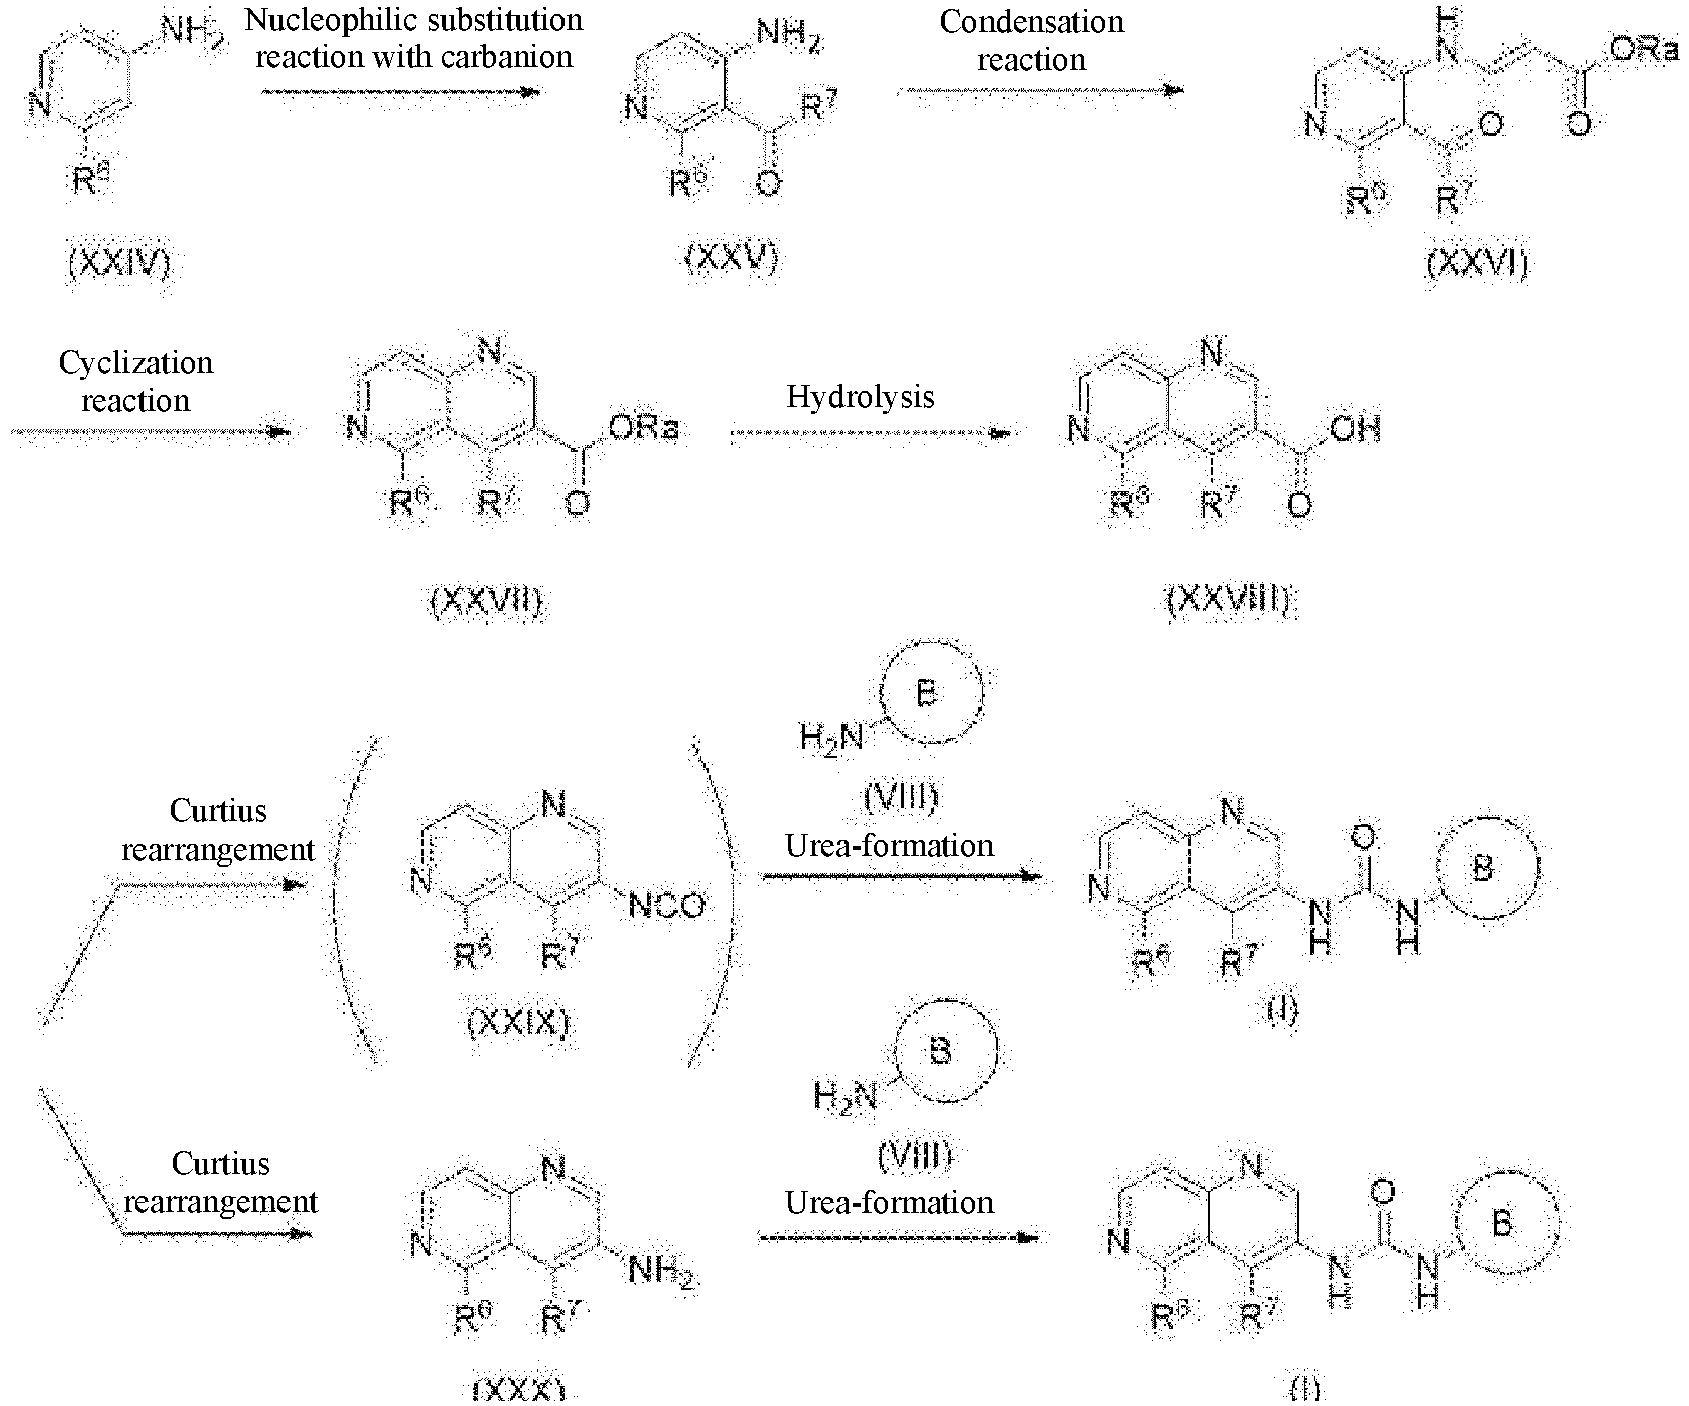 Nucleophilic substitution
reaction with carbanion
Condensation
reaction
NH2
N
R6
(XXIV)
NH2
N
R7
R6
O
(XXV)
H
N
ORa
N
O
O
R6
R7
(XXVI)
Cyclization
reaction
N
N
ORa
R6
R7
O
(XXVII)
Hydrolysis
N
N
OH
R6
R7
O
(XXVIII)
B
H2N
(VIII)
Curtius
rearrangement
N
N
NCO
R6
R7
(XXIX)
Urea-formation
N
O
B
N
N
H
N
H
R6
R7
(I)
B
H2N
(VIII)
Curtius
rearrangement
N
N
NH2
R6
R7
(XXX)
Urea-formation
N
O
B
N
N
H
N
H
R6
R7
(I)